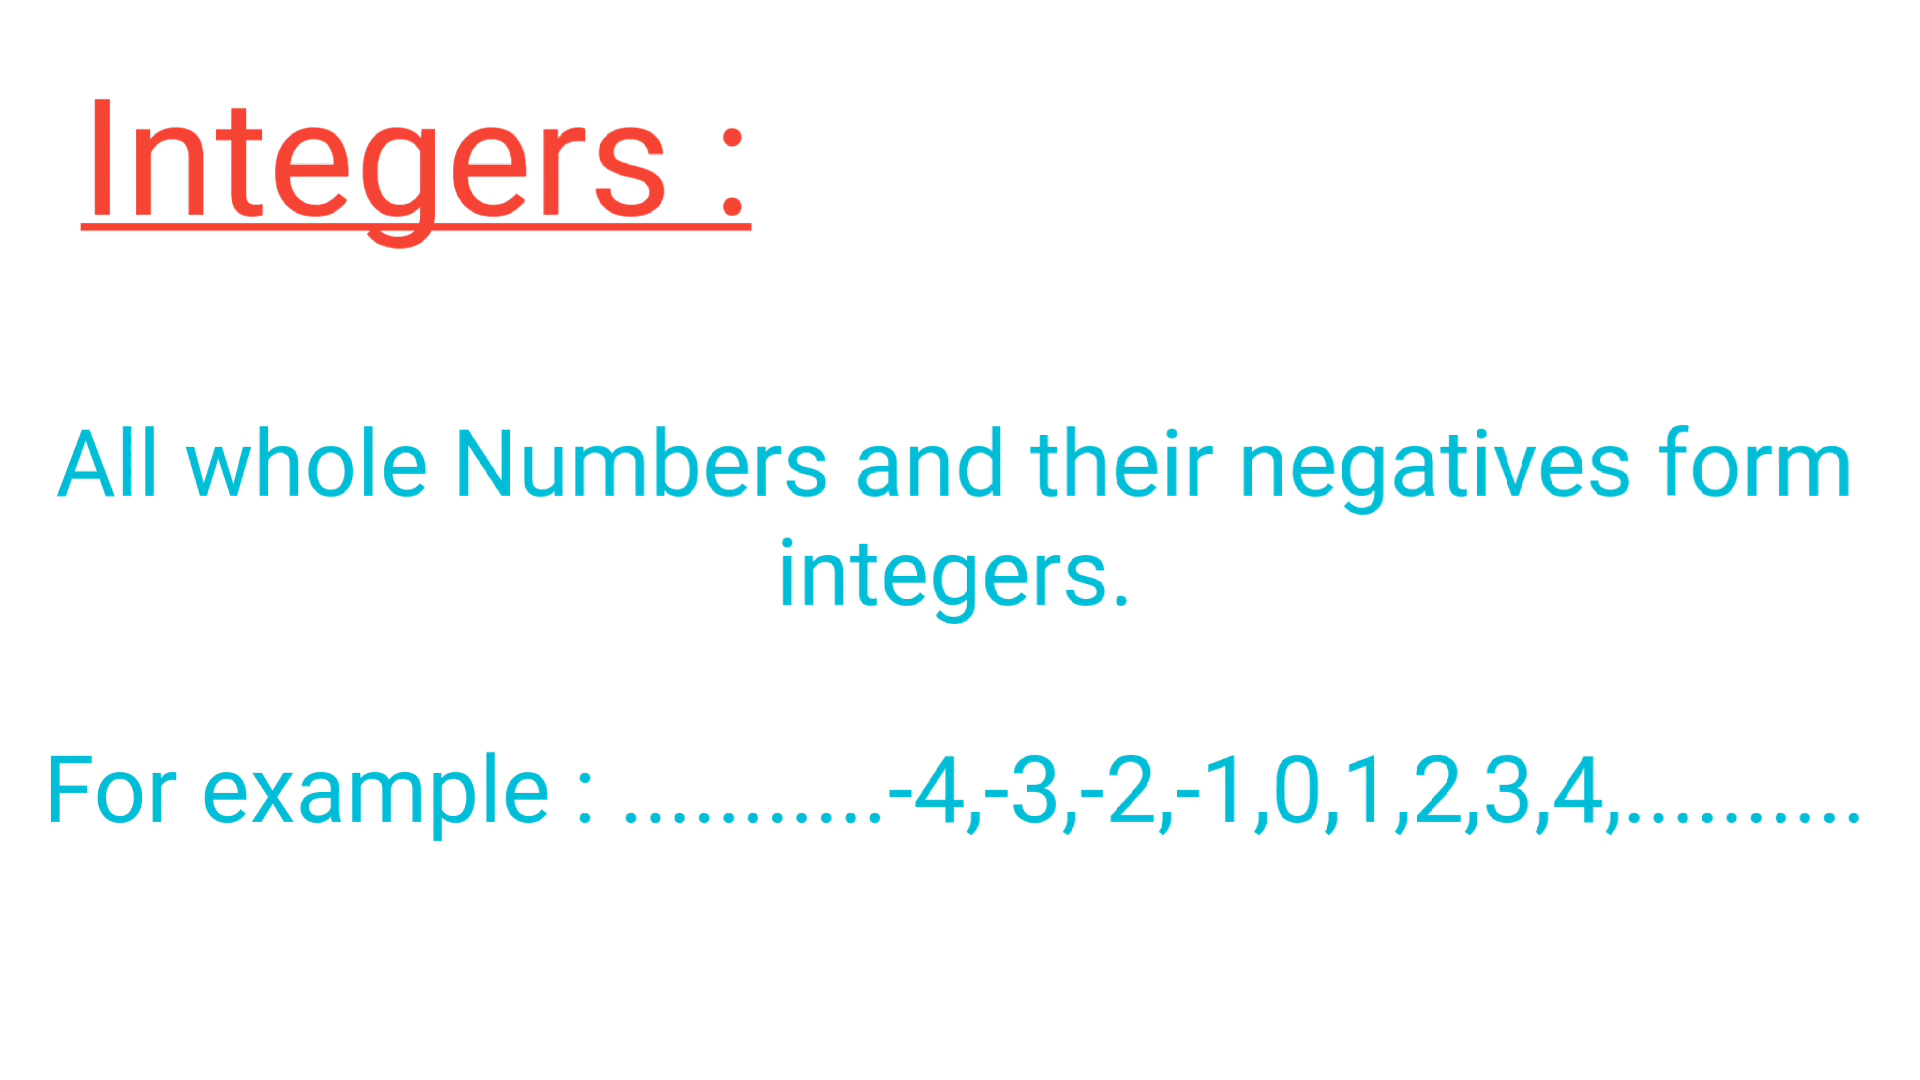 Integers :
All whole Numbers and their negatives form
integers.
For example : ...........-4,-3,-2,-1,0,1,2,3,4,..........